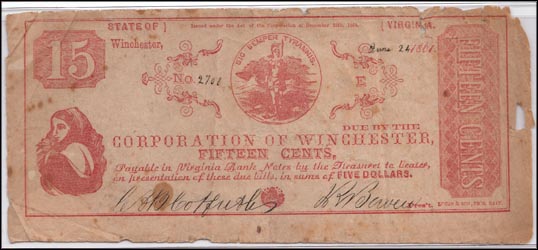 STATE OF
Issued under the Act of the Corporation of December
VIRGINIA.
Winchester,
SIC SEMPER TYRANNIS
June 24 1861
15
No. 2700
E
FIFTEEN CENTS
DUE BY THE
CORPORATION OF WINCHESTER,
FIFTEEN CENTS,
Payable in Virginia Bank Notes by the Treasurer to bearer,
on presentation of these due bills, in sums of FIVE DOLLARS.